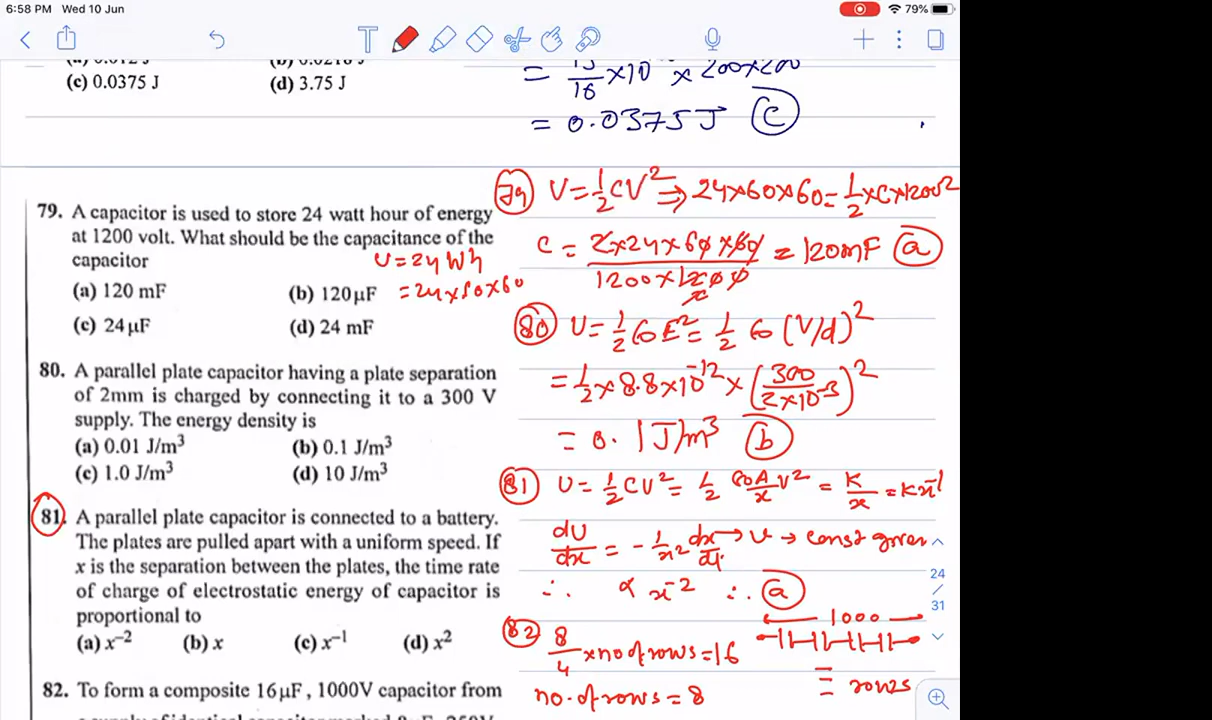 6:58 PM Wed 10 Jun
79%
(c) 0.0375 J (d) 3.75 J
= 0.0375 J (c)
79. A capacitor is used to store 24 watt hour of energy
at 1200 volt. What should be the capacitance of the
capacitor
U = 24 Wh
(a) 120 mF (b) 120 μF
= 24 × 60 × 60
(c) 24 μF (d) 24 mF
80. A parallel plate capacitor having a plate separation
of 2mm is charged by connecting it to a 300 V
supply. The energy density is
(a) 0.01 J/m³ (b) 0.1 J/m³
(c) 1.0 J/m³ (d) 10 J/m³
81. A parallel plate capacitor is connected to a battery.
The plates are pulled apart with a uniform speed. If
x is the separation between the plates, the time rate
of charge of electrostatic energy of capacitor is
proportional to
(a) x⁻² (b) x (c) x⁻¹ (d) x²
82. To form a composite 16μF, 1000V capacitor from
79 U = ½CV² ⇒ 24×60×60 = ½×C×1200²
C = 2×24×60×60 / 1200×1200 = 120mF (a)
80 U = ½ ϵ₀E² = ½ ϵ₀ (V/d)²
= ½ × 8.8×10⁻¹² × (300 / 2×10⁻³)²
= 0.1 J/m³ (b)
81 U = ½CV² = ½ ϵ₀A/x V² = K/x = Kx⁻¹
dU/dx = -1/x² dx/dt → v → const given
∴ ∝ x⁻² ∴ (a)
82 8/4 × no of rows = 16
1000
no. of rows = 8
rows
24
/
31